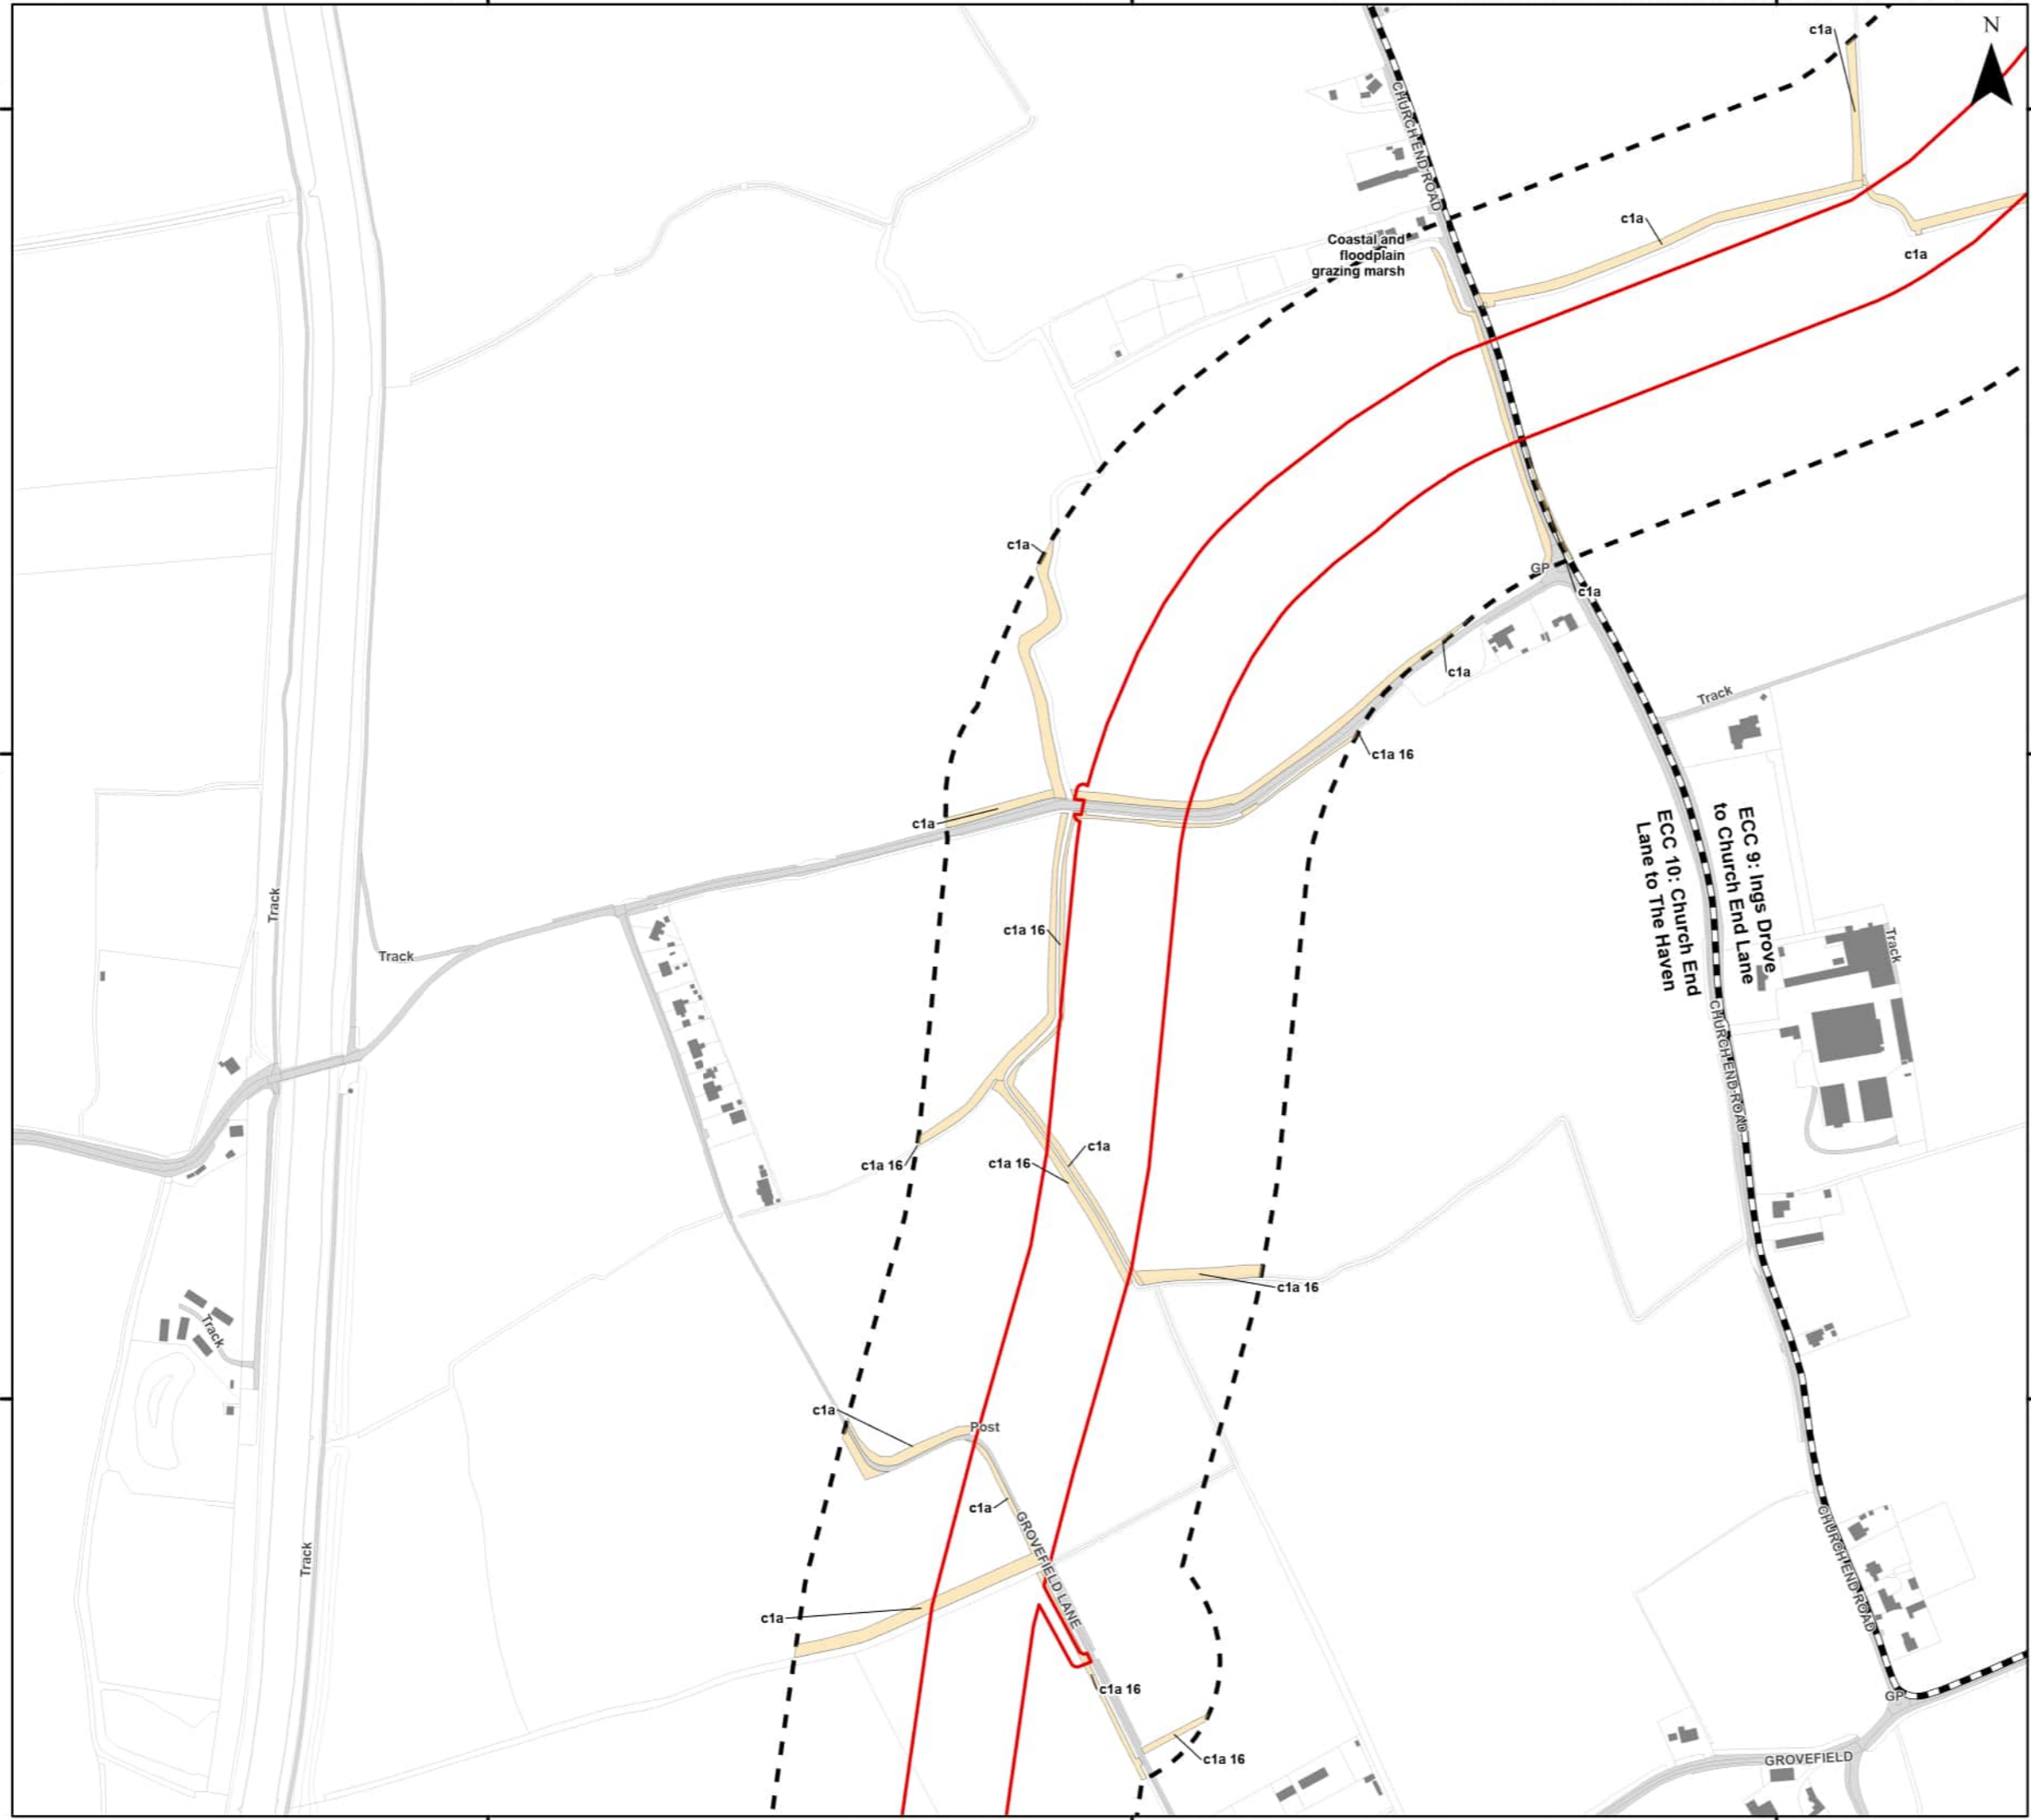 N
c1a
CHURCH END ROAD
c1a
Coastal and
floodplain
grazing marsh
c1a
c1a
GP
c1a
c1a
Track
c1a 16
c1a
ECC 9: Ings Drove
to Church End Lane
ECC 10: Church End
Lane to The Haven
Track
c1a 16
Track
Track
CHURCH END ROAD
c1a
c1a 16
c1a 16
c1a 16
Track
c1a
Post
c1a
GROVEFIELD LANE
CHURCH END ROAD
Track
c1a
c1a 16
GP
c1a 16
GROVEFIELD